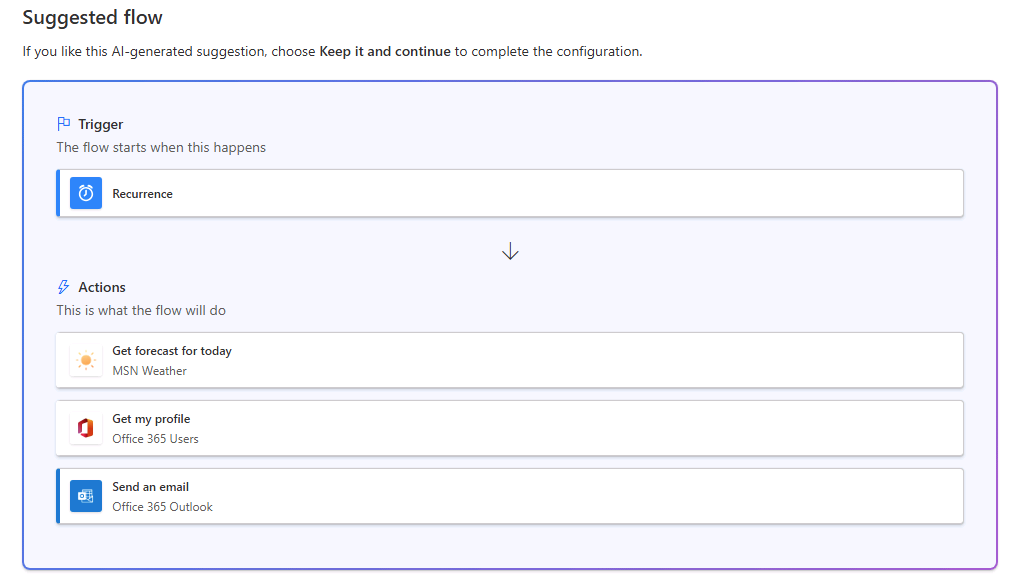 Suggested flow
If you like this AI-generated suggestion, choose Keep it and continue to complete the configuration.
Trigger
The flow starts when this happens
Recurrence
Actions
This is what the flow will do
Get forecast for today
MSN Weather
Get my profile
Office 365 Users
Send an email
Office 365 Outlook